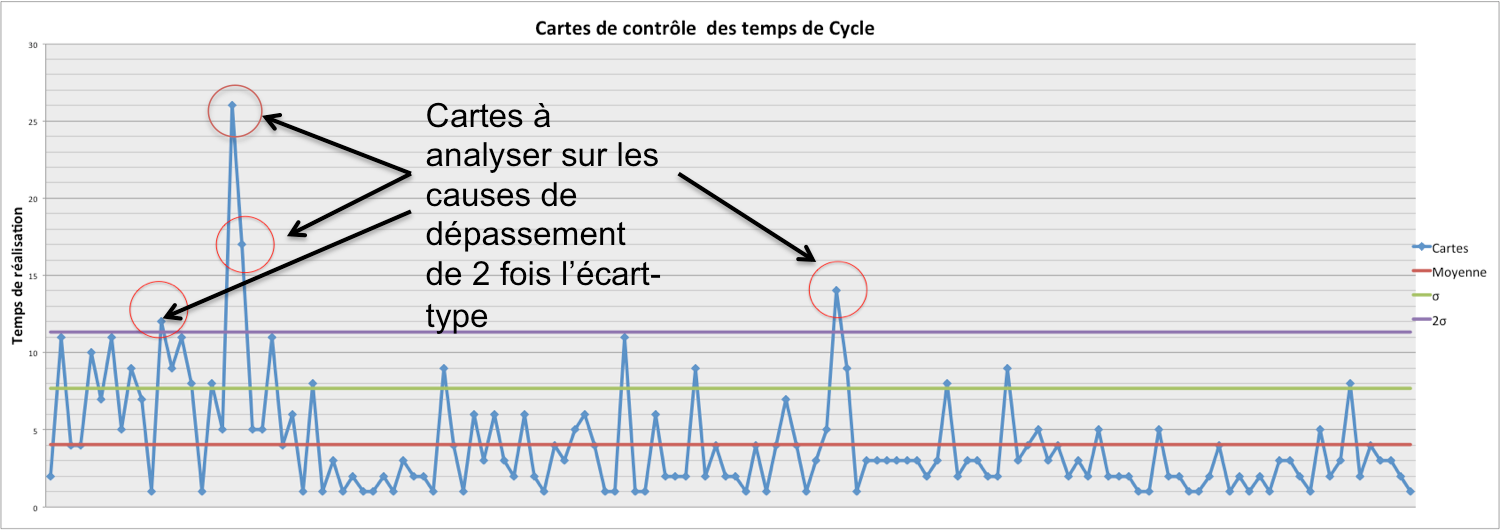 Cartes de contrôle  des temps de Cycle
Temps de réalisation
30
25
20
15
10
5
0
Cartes à
analyser sur les
causes de
dépassement
de 2 fois l’écart-
type
Cartes
Moyenne
σ
2σ